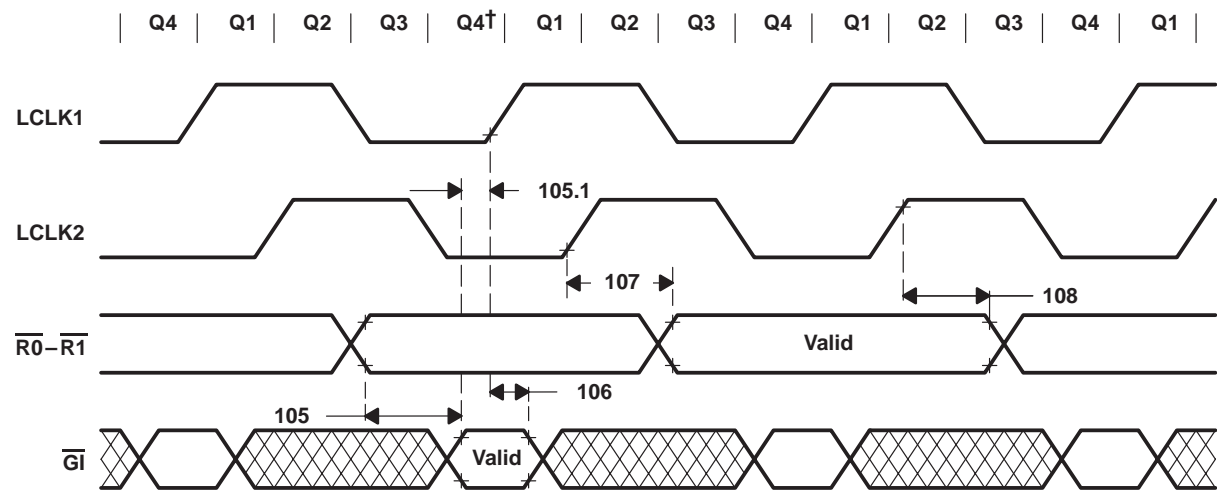 Q4 Q1 Q2 Q3 Q4† Q1 Q2 Q3 Q4 Q1 Q2 Q3 Q4 Q1
LCLK1
105.1
LCLK2
107
108
R0–R1
Valid
106
105
GI
Valid